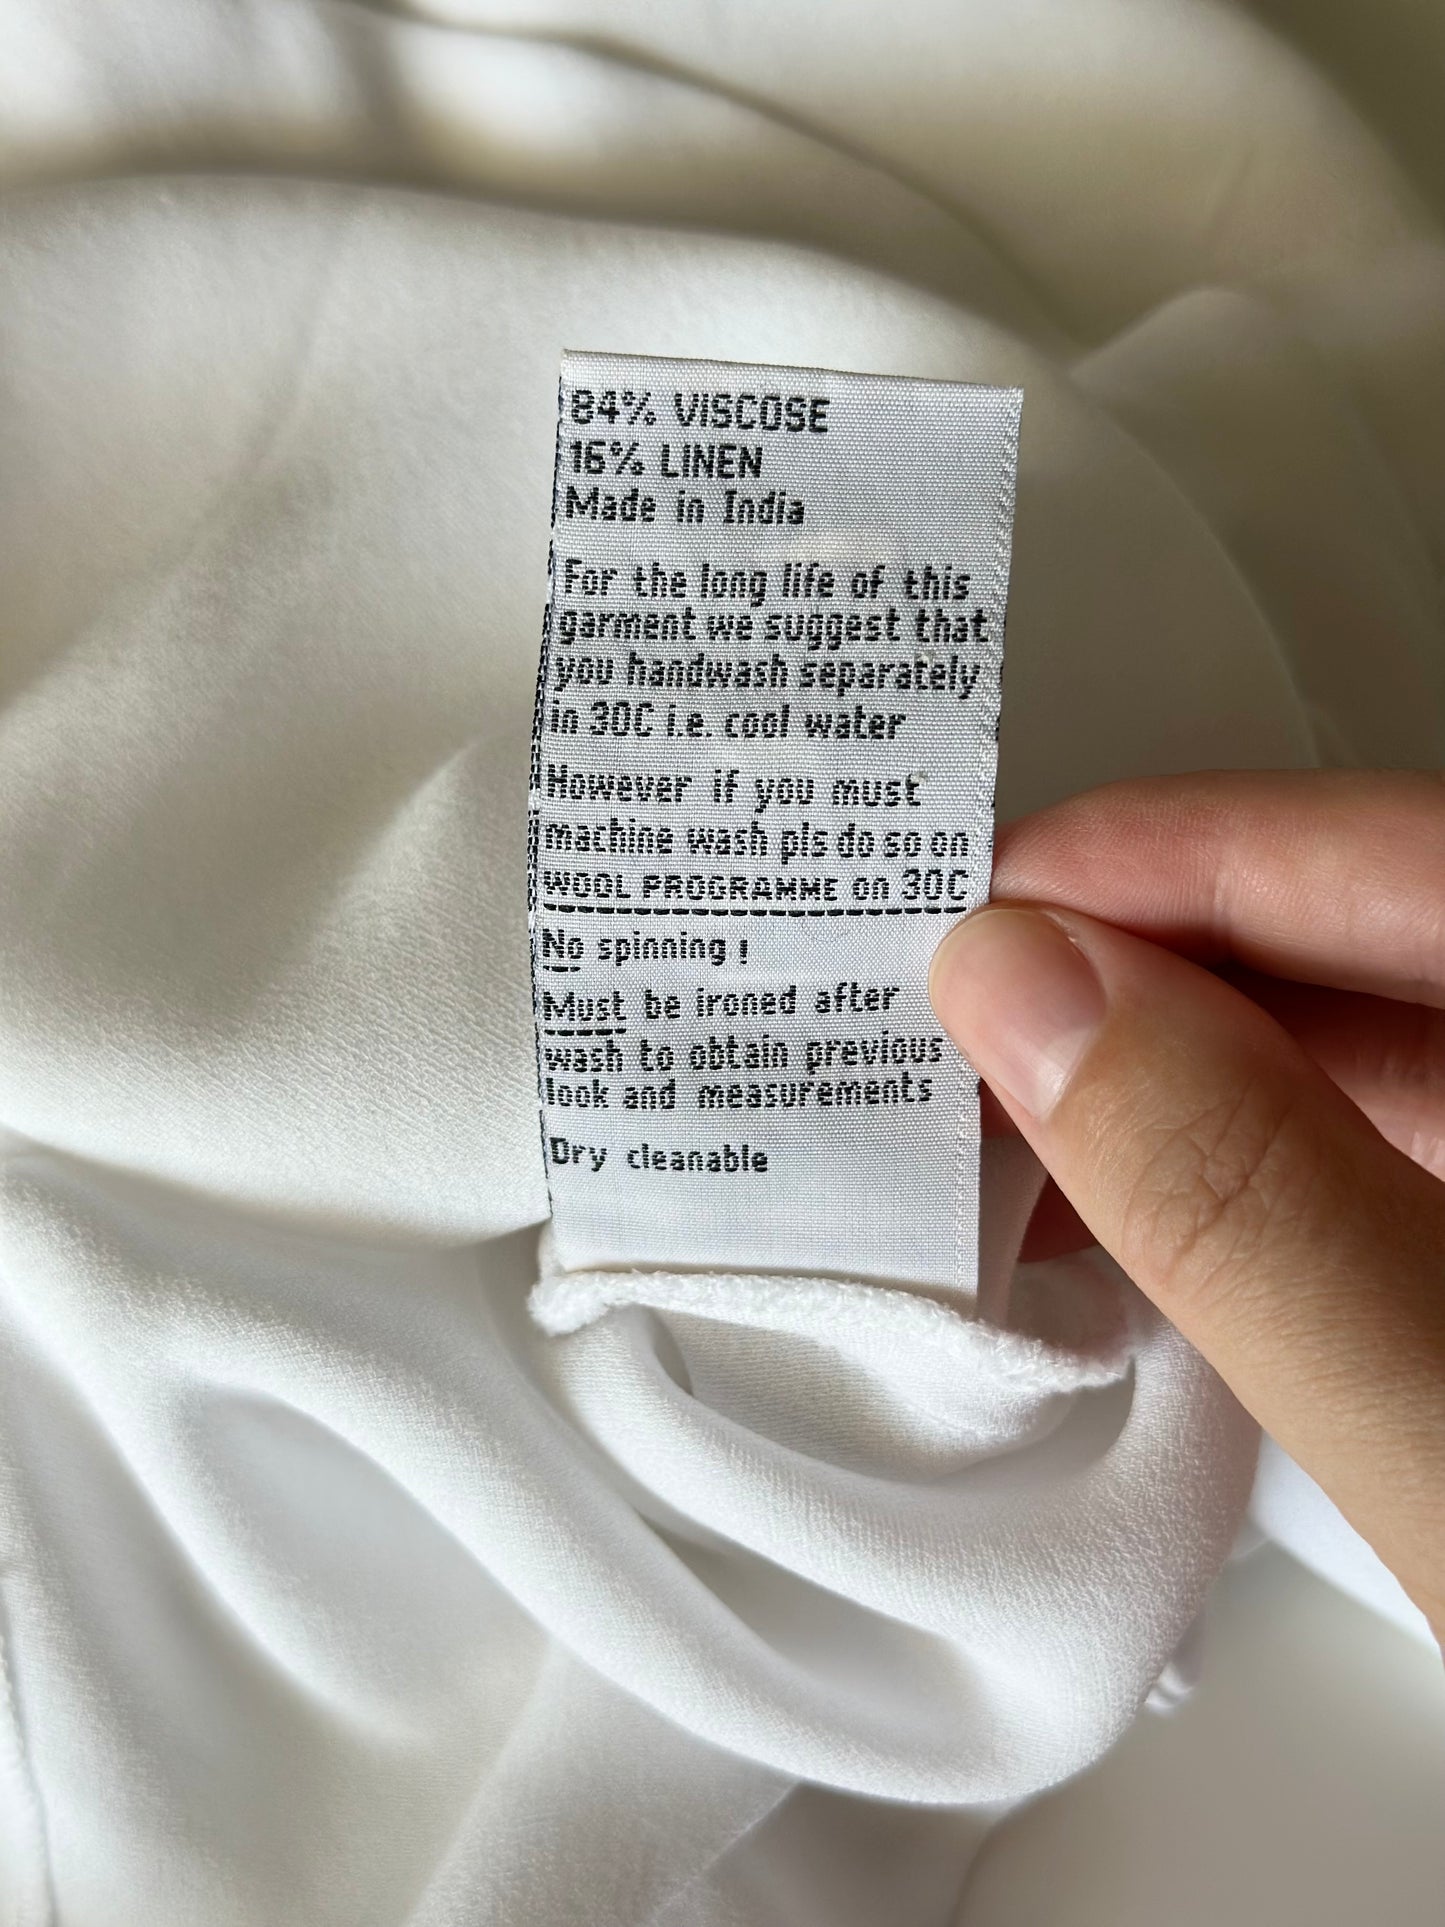 84% VISCOSE
16% LINEN
Made in India
For the long life of this
garment we suggest that
you handwash separately
in 30C i.e. cool water
However if you must
machine wash pls do so on
WOOL PROGRAMME on 30C
No spinning !
Must be ironed after
wash to obtain previous
look and measurements
Dry cleanable